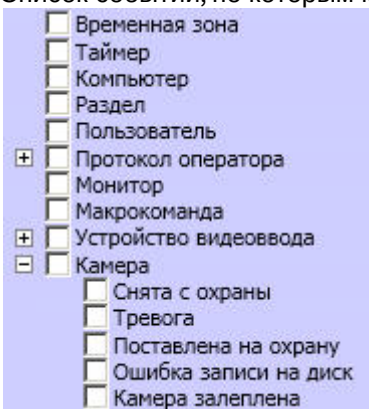 Список событий, по которым
Временная зона
Таймер
Компьютер
Раздел
Пользователь
Протокол оператора
Монитор
Макрокоманда
Устройство видеоввода
Камера
Снята с охраны
Тревога
Поставлена на охрану
Ошибка записи на диск
Камера залеплена